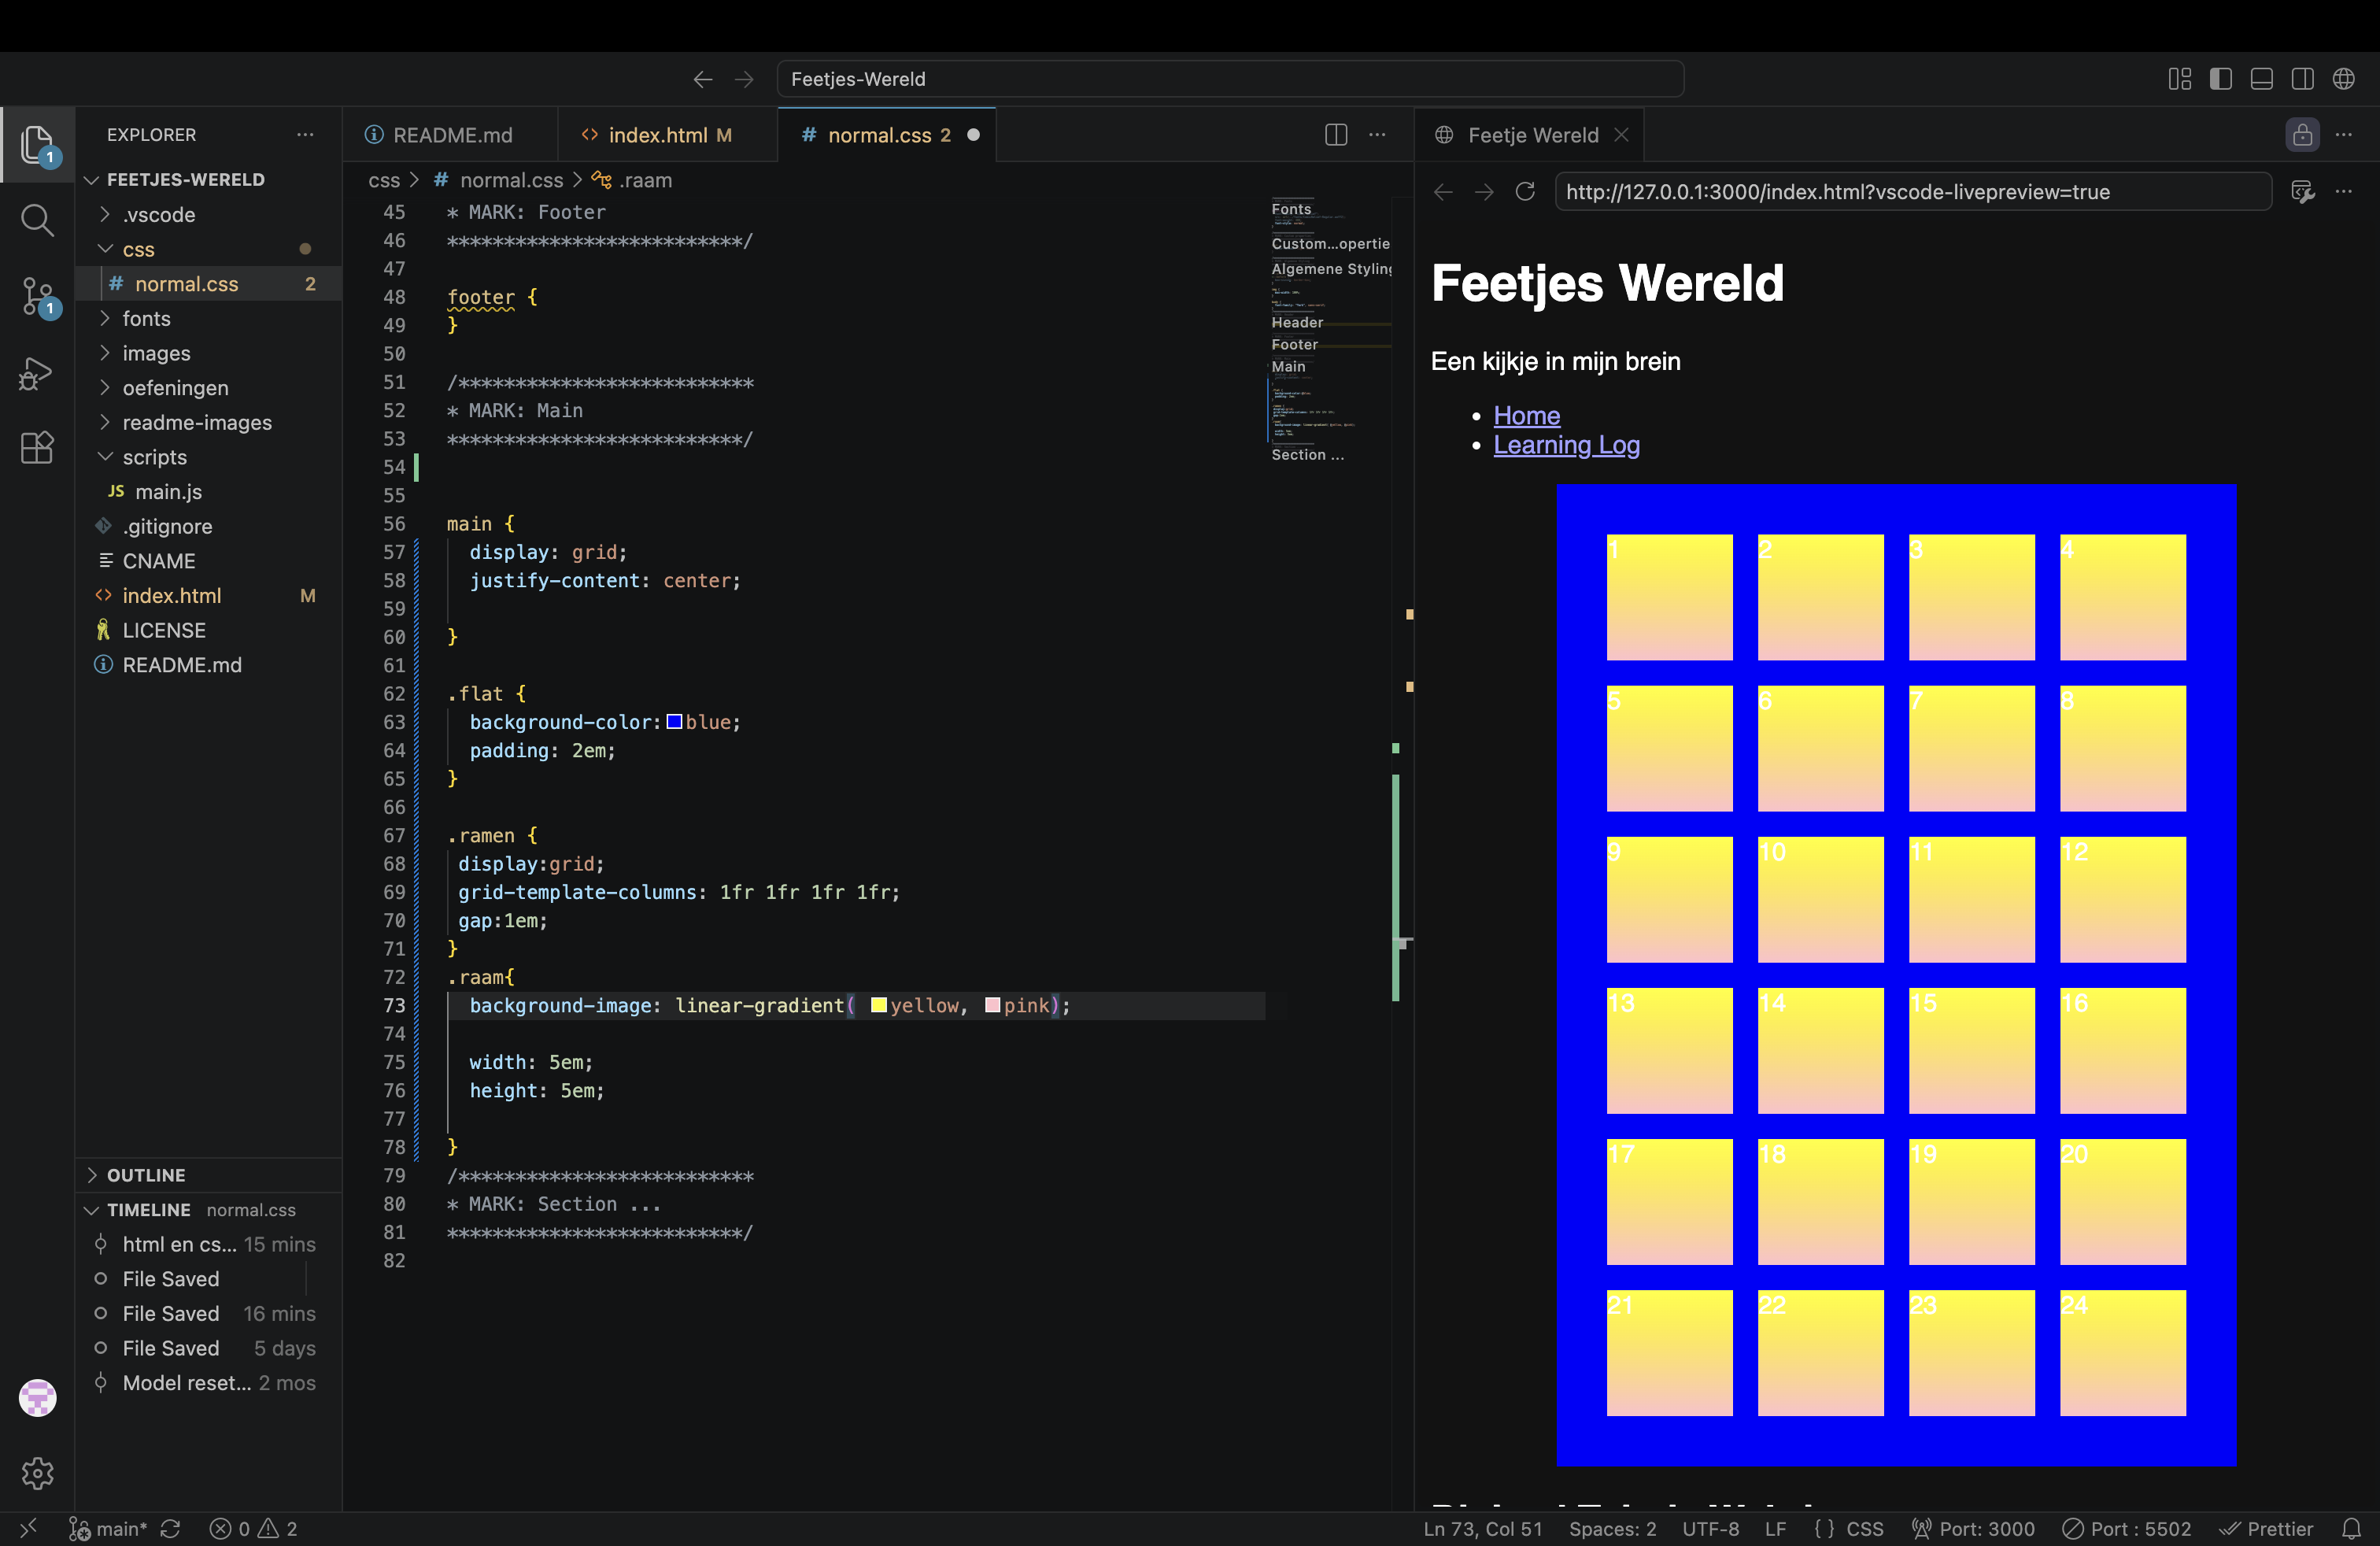 Feetjes-Wereld
EXPLORER
FEETJES-WERELD
.vscode
css
# normal.css 2
fonts
images
oefeningen
readme-images
scripts
JS main.js
.gitignore
CNAME
<> index.html M
LICENSE
README.md
OUTLINE
TIMELINE normal.css
html en cs... 15 mins
File Saved
File Saved 16 mins
File Saved 5 days
Model reset... 2 mos
1
1
README.md
<> index.html M
# normal.css 2
css > # normal.css > .raam
45 * MARK: Footer
46 **************************/
47
48 footer {
49 }
50
51 /**************************
52 * MARK: Main
53 **************************/
54
55
56 main {
57 display: grid;
58 justify-content: center;
59
60 }
61
62 .flat {
63 background-color: blue;
64 padding: 2em;
65 }
66
67 .ramen {
68 display:grid;
69 grid-template-columns: 1fr 1fr 1fr 1fr;
70 gap:1em;
71 }
72 .raam{
73 background-image: linear-gradient( yellow, pink);
74
75 width: 5em;
76 height: 5em;
77
78 }
79 /**************************
80 * MARK: Section ...
81 **************************/
82
Fonts
Custom...opertie
Algemene Styling
Header
Footer
Main
Section ...
Feetje Wereld
http://127.0.0.1:3000/index.html?vscode-livepreview=true
Feetjes Wereld
Een kijkje in mijn brein
• Home
• Learning Log
1 2 3 4
5 6 7 8
9 10 11 12
13 14 15 16
17 18 19 20
21 22 23 24
main* 0 2
Ln 73, Col 51 Spaces: 2 UTF-8 LF {} CSS Port: 3000 Port : 5502 Prettier